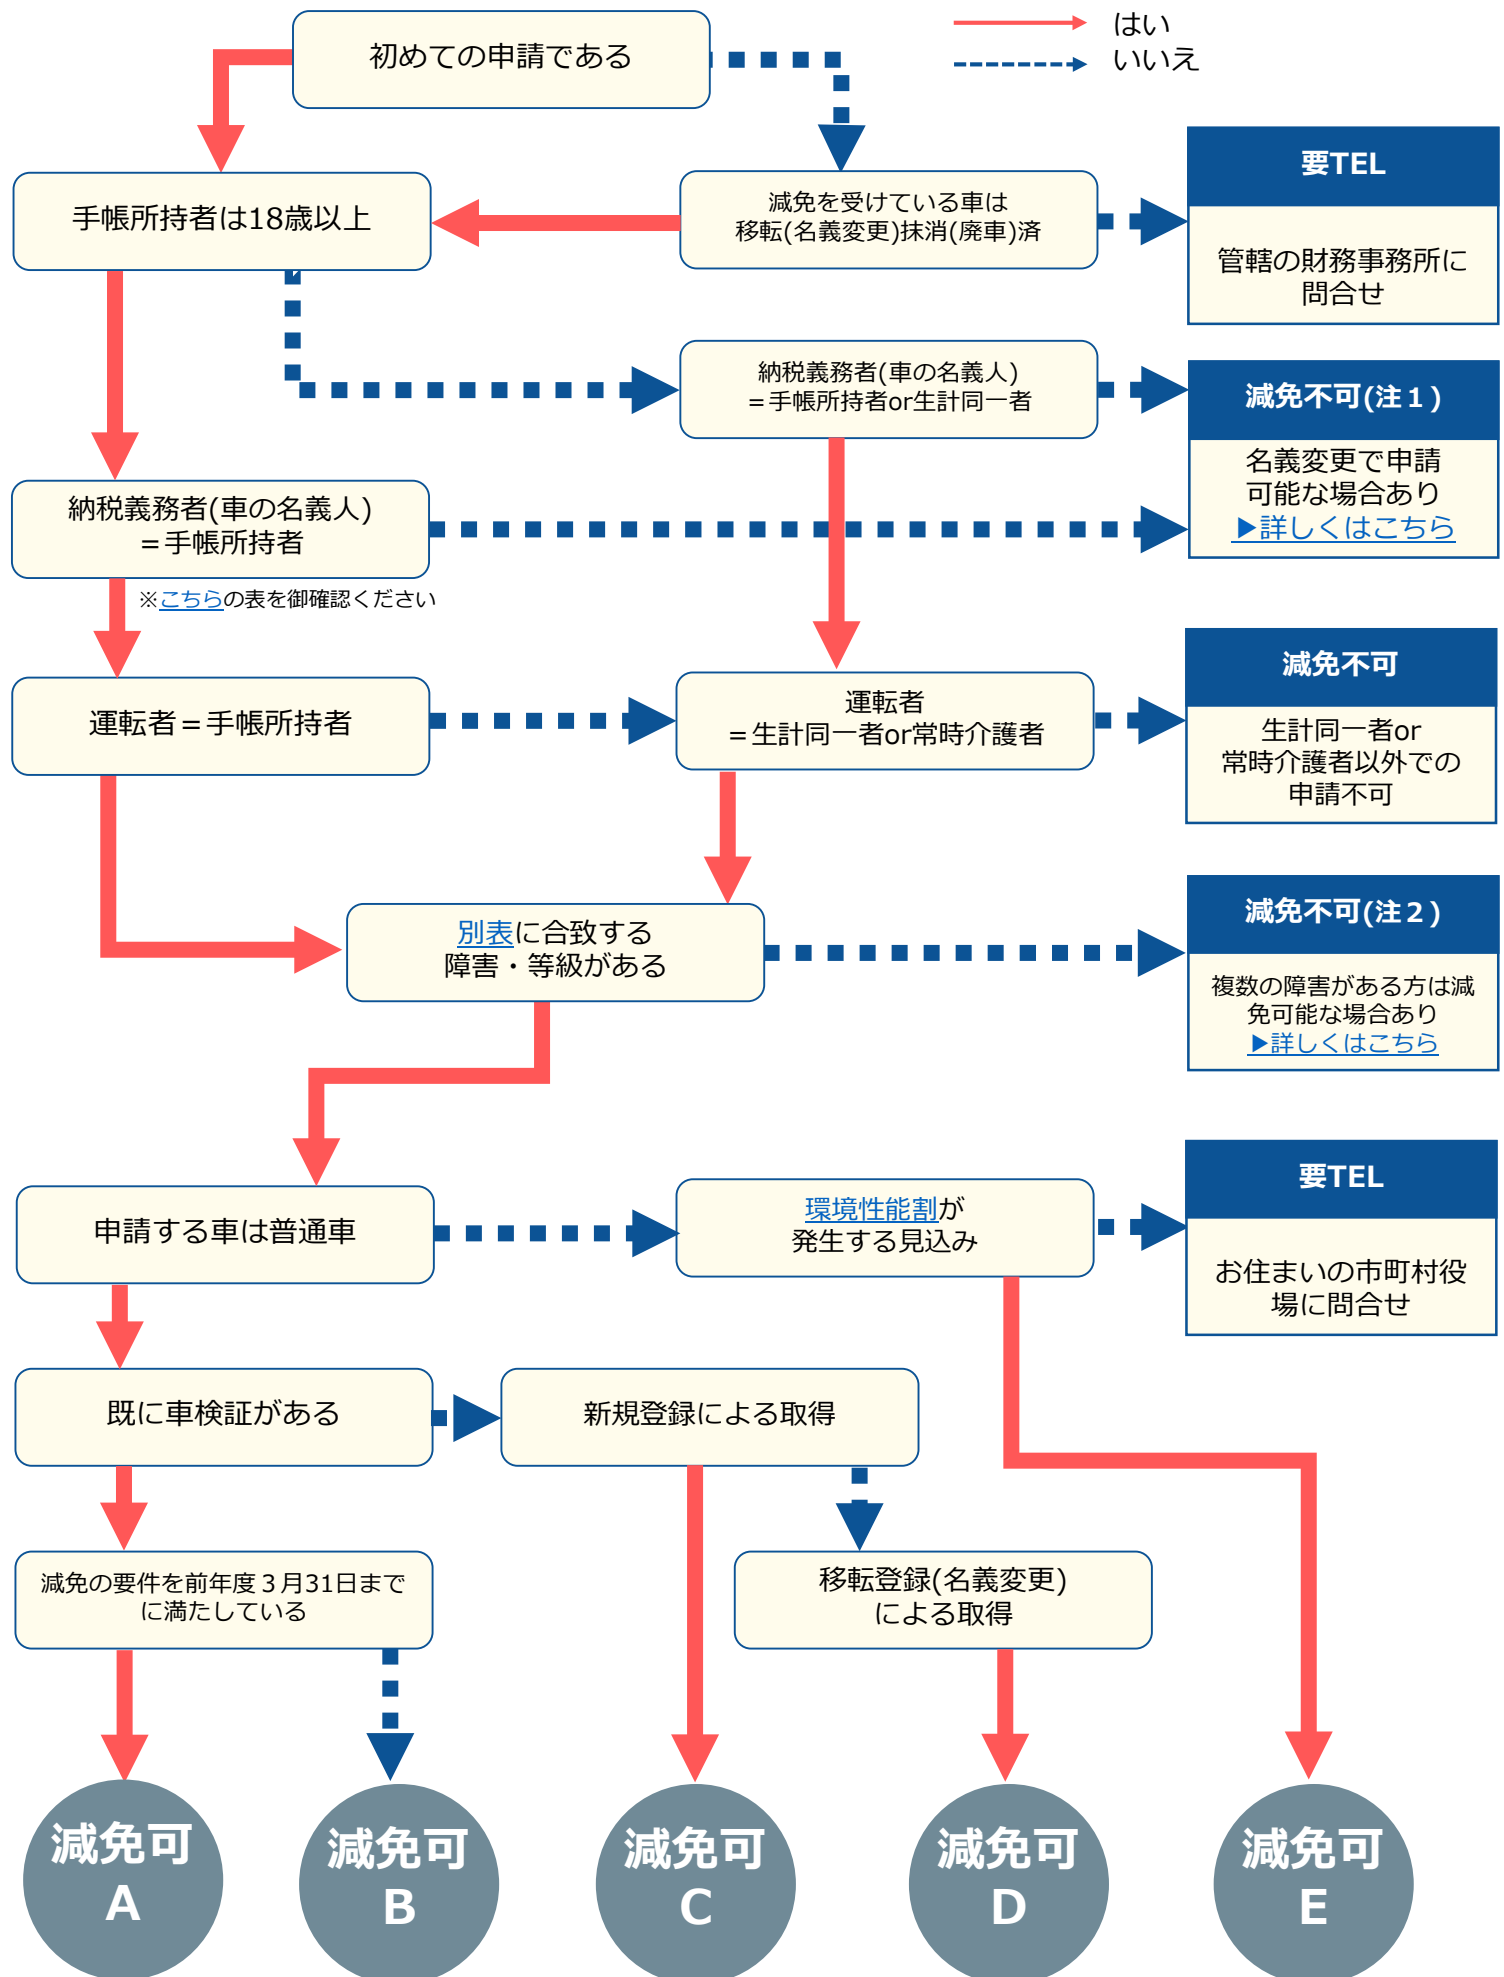 はい
いいえ
初めての申請である
手帳所持者は18歳以上
減免を受けている車は
移転(名義変更)抹消(廃車)済
要TEL
管轄の財務事務所に
問合せ
納税義務者(車の名義人)
＝手帳所持者or生計同一者
減免不可(注１)
名義変更で申請
可能な場合あり
▶詳しくはこちら
納税義務者(車の名義人)
＝手帳所持者
※こちらの表を御確認ください
運転者＝手帳所持者
運転者
＝生計同一者or常時介護者
減免不可
生計同一者or
常時介護者以外での
申請不可
別表に合致する
障害・等級がある
減免不可(注２)
複数の障害がある方は減
免可能な場合あり
▶詳しくはこちら
申請する車は普通車
環境性能割が
発生する見込み
要TEL
お住まいの市町村役
場に問合せ
既に車検証がある
新規登録による取得
減免の要件を前年度３月31日まで
に満たしている
移転登録(名義変更)
による取得
減免可
A
減免可
B
減免可
C
減免可
D
減免可
E